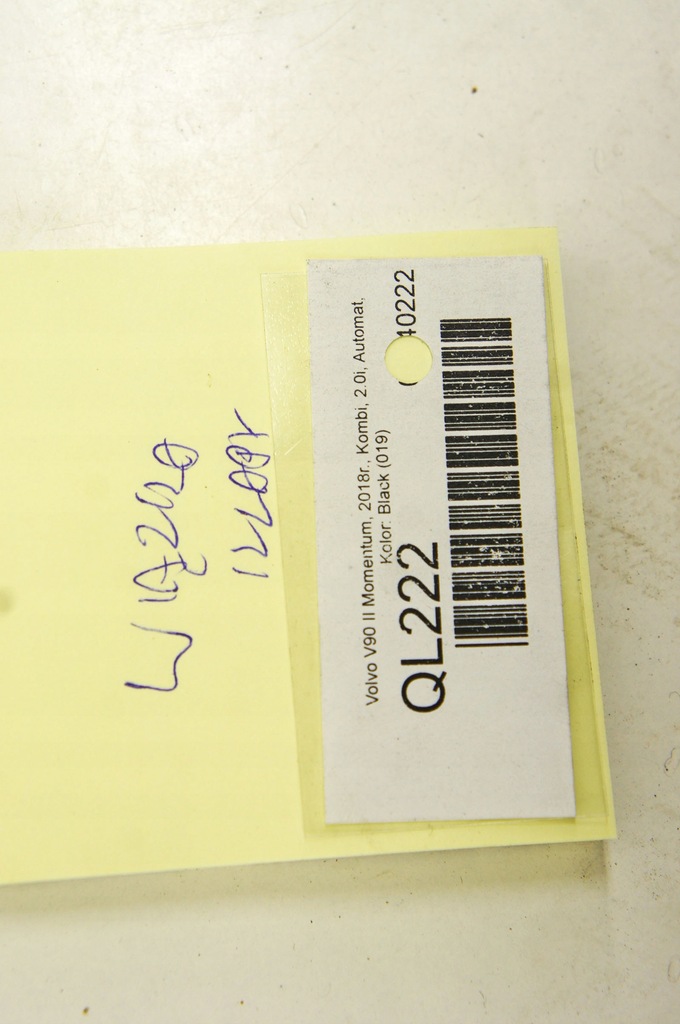 Volvo V90 II Momentum, 2018r., Kombi, 2.0i, Automat,
Kolor: Black (019)
QL222
40222